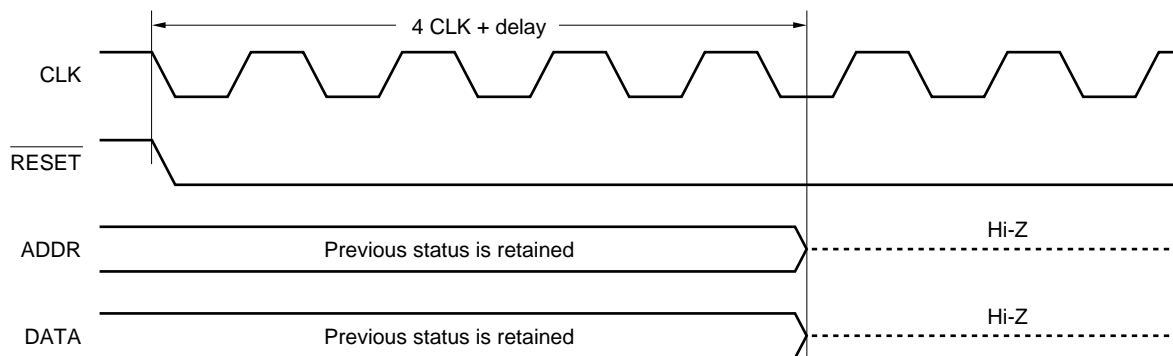 4 CLK + delay
CLK
RESET
Hi-Z
ADDR Previous status is retained
Hi-Z
DATA Previous status is retained